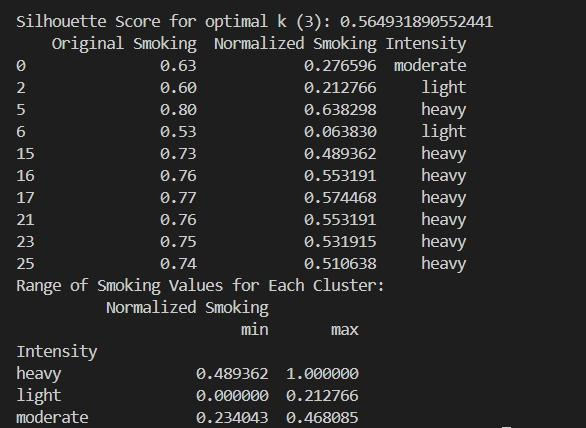 Silhouette Score for optimal k (3): 0.564931890552441
Original Smoking Normalized Smoking Intensity
0 0.63 0.276596 moderate
2 0.60 0.212766 light
5 0.80 0.638298 heavy
6 0.53 0.063830 light
15 0.73 0.489362 heavy
16 0.76 0.553191 heavy
17 0.77 0.574468 heavy
21 0.76 0.553191 heavy
23 0.75 0.531915 heavy
25 0.74 0.510638 heavy
Range of Smoking Values for Each Cluster:
Normalized Smoking
min max
Intensity
heavy 0.489362 1.000000
light 0.000000 0.212766
moderate 0.234043 0.468085